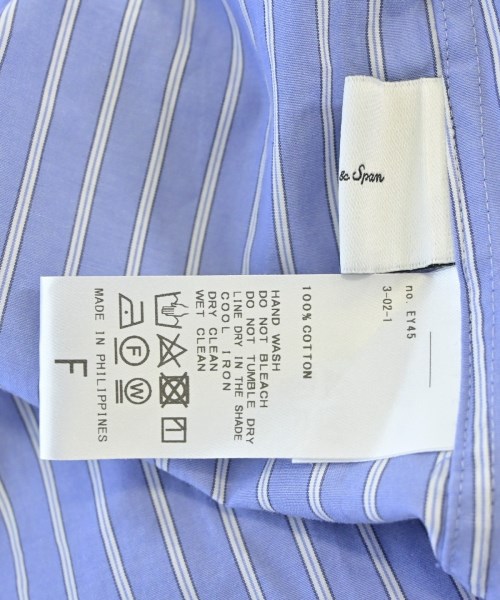 & Span
no. EY45
3-02-1
100% COTTON
HAND WASH
DO NOT BLEACH
DO NOT TUMBLE DRY
LINE DRY IN THE SHADE
COOL IRON
DRY CLEAN
WET CLEAN
F
W
F
MADE IN PHILIPPINES